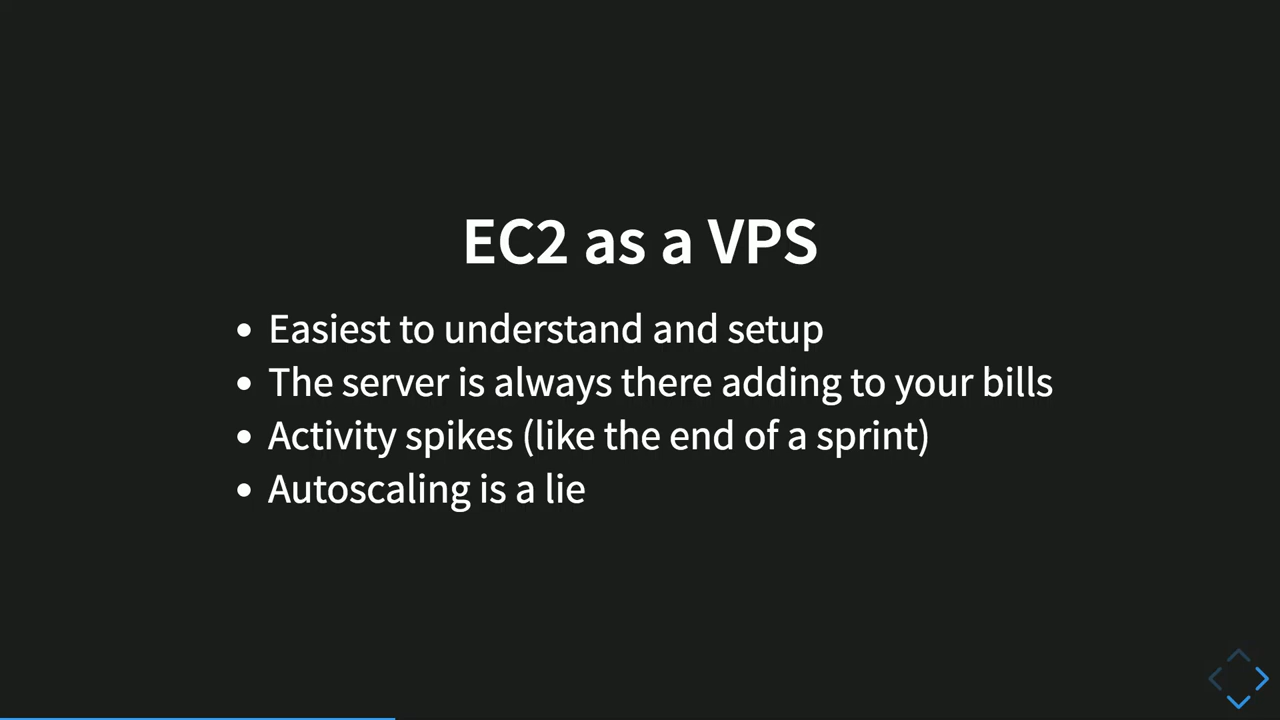 EC2 as a VPS
• Easiest to understand and setup
• The server is always there adding to your bills
• Activity spikes (like the end of a sprint)
• Autoscaling is a lie